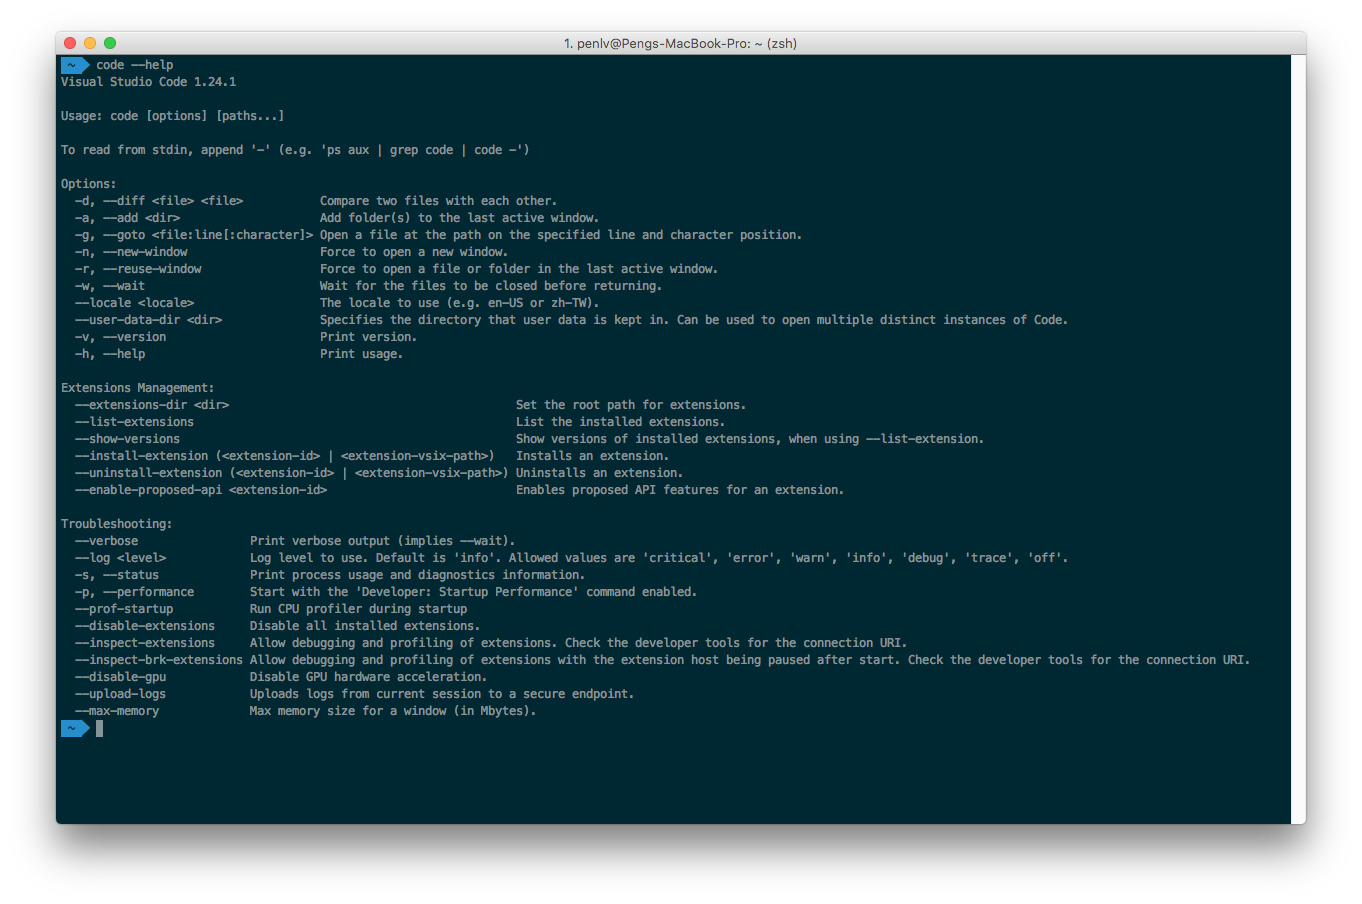 1. penlv@Pengs-MacBook-Pro: ~ (zsh)
~ code --help
Visual Studio Code 1.24.1
Usage: code [options] [paths...]
To read from stdin, append '-' (e.g. 'ps aux | grep code | code -')
Options:
-d, --diff <file> <file> Compare two files with each other.
-a, --add <dir> Add folder(s) to the last active window.
-g, --goto <file:line[:character]> Open a file at the path on the specified line and character position.
-n, --new-window Force to open a new window.
-r, --reuse-window Force to open a file or folder in the last active window.
-w, --wait Wait for the files to be closed before returning.
--locale <locale> The locale to use (e.g. en-US or zh-TW).
--user-data-dir <dir> Specifies the directory that user data is kept in. Can be used to open multiple distinct instances of Code.
-v, --version Print version.
-h, --help Print usage.
Extensions Management:
--extensions-dir <dir> Set the root path for extensions.
--list-extensions List the installed extensions.
--show-versions Show versions of installed extensions, when using --list-extension.
--install-extension (<extension-id> | <extension-vsix-path>) Installs an extension.
--uninstall-extension (<extension-id> | <extension-vsix-path>) Uninstalls an extension.
--enable-proposed-api <extension-id> Enables proposed API features for an extension.
Troubleshooting:
--verbose Print verbose output (implies --wait).
--log <level> Log level to use. Default is 'info'. Allowed values are 'critical', 'error', 'warn', 'info', 'debug', 'trace', 'off'.
-s, --status Print process usage and diagnostics information.
-p, --performance Start with the 'Developer: Startup Performance' command enabled.
--prof-startup Run CPU profiler during startup
--disable-extensions Disable all installed extensions.
--inspect-extensions Allow debugging and profiling of extensions. Check the developer tools for the connection URI.
--inspect-brk-extensions Allow debugging and profiling of extensions with the extension host being paused after start. Check the developer tools for the connection URI.
--disable-gpu Disable GPU hardware acceleration.
--upload-logs Uploads logs from current session to a secure endpoint.
--max-memory Max memory size for a window (in Mbytes).
~